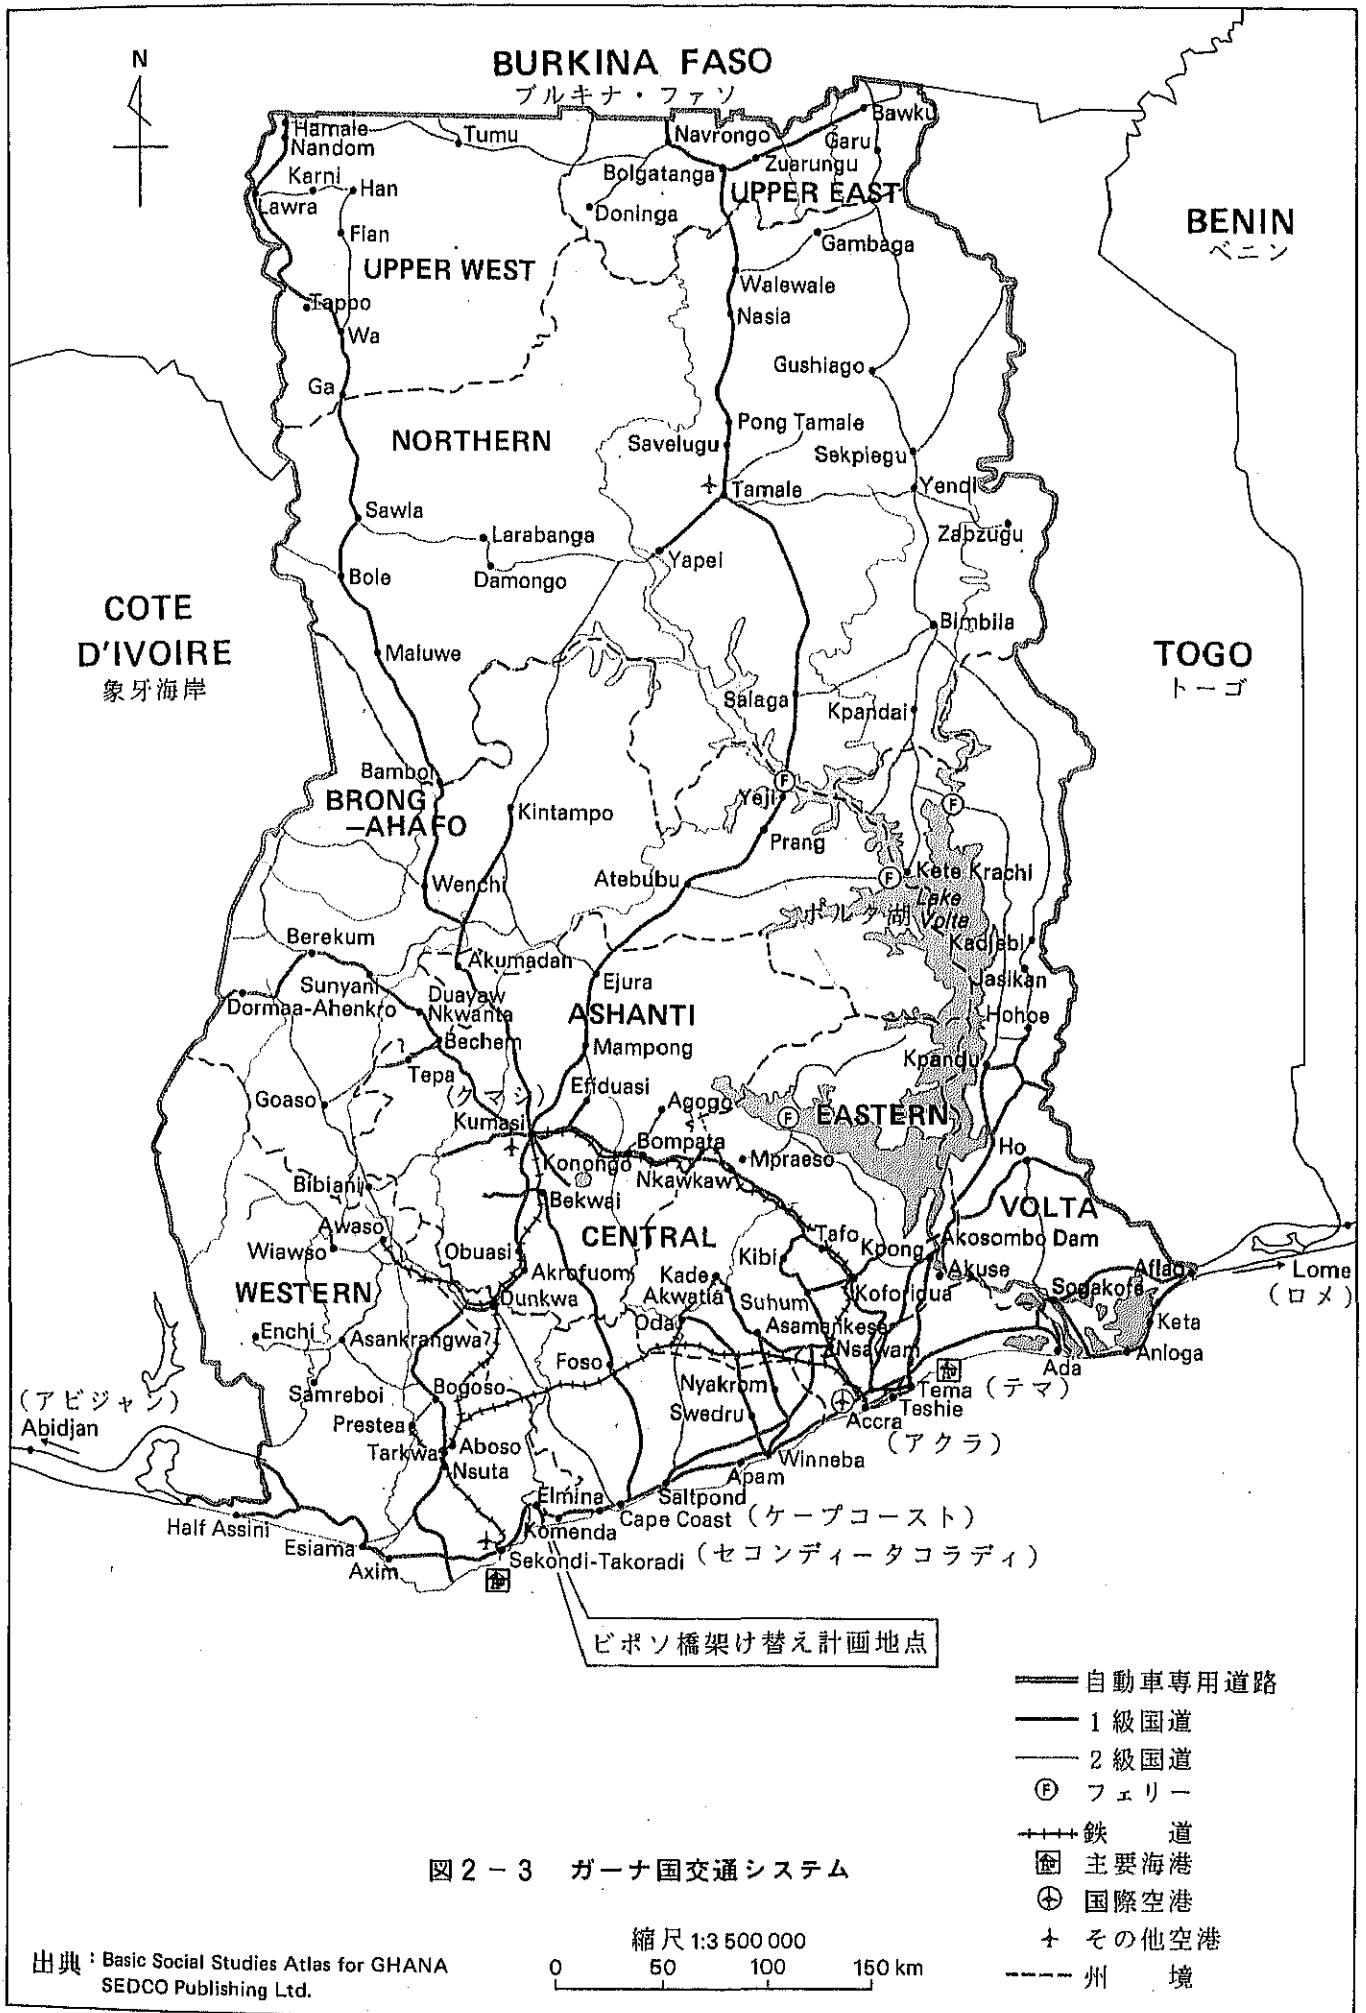 N
BURKINA FASO
ブルキナ・ファソ
Hamale
Nandom
Tumu
Navrongo
Bawku
Garu
Zuarungu
Bolgatanga
UPPER EAST
Karni
Han
Lawra
Doninga
BENIN
ベニン
Fian
Gambaga
UPPER WEST
Walewale
Tappo
Nasia
Wa
Gushiago
Ga
Pong Tamale
NORTHERN
Savelugu
Sekpiegu
Tamale
Yendi
Sawla
Larabanga
Zabzugu
Yapei
Bole
Damongo
COTE
D'IVOIRE
象牙海岸
Bimbila
Maluwe
TOGO
トーゴ
Salaga
Kpandai
Bamboi
F
Yeji
F
BRONG
–AHAFO
Kintampo
Prang
Wenchi
Atebubu
F
Kete Krachi
Lake
Volta
ボルタ湖
Berekum
Kadjebi
Akumadan
Ejura
Jasikan
Sunyani
Dormaa-Ahenkro
Duayaw
Nkwanta
ASHANTI
Hohoe
Bechem
Mampong
Kpandu
Tepa
(クマシ)
Efiduasi
Goaso
Agogo
F
EASTERN
Kumasi
Bompata
Ho
Konongo
Mpraeso
Nkawkaw
Bibiani
Bekwai
VOLTA
Awaso
CENTRAL
Tafo
Akosombo Dam
Wiawso
Obuasi
Kibi
Kpong
Akuse
Aflao
Lome
(ロメ)
Akrofuom
Kade
WESTERN
Dunkwa
Akwatia
Suhum
Koforidua
Sogakofe
Oda
Asamankese
Keta
Enchi
Asankrangwa
Nsawam
Foso
Ada
Anloga
Samreboi
Bogoso
Nyakrom
Tema (テマ)
(アビジャン)
Abidjan
Prestea
Swedru
Accra
Teshie
(アクラ)
Tarkwa
Aboso
Nsuta
Winneba
Apam
Elmina
Saltpond
Half Assini
Komenda
Cape Coast (ケープコースト)
Esiama
Sekondi-Takoradi (セコンディータコラディ)
Axim
ビポソ橋架け替え計画地点
自動車専用道路
1級国道
2級国道
F フェリー
鉄 道
主要海港
国際空港
その他空港
州 境
図2-3 ガーナ国交通システム
縮尺 1:3 500 000
0 50 100 150 km
出典:Basic Social Studies Atlas for GHANA
SEDCO Publishing Ltd.